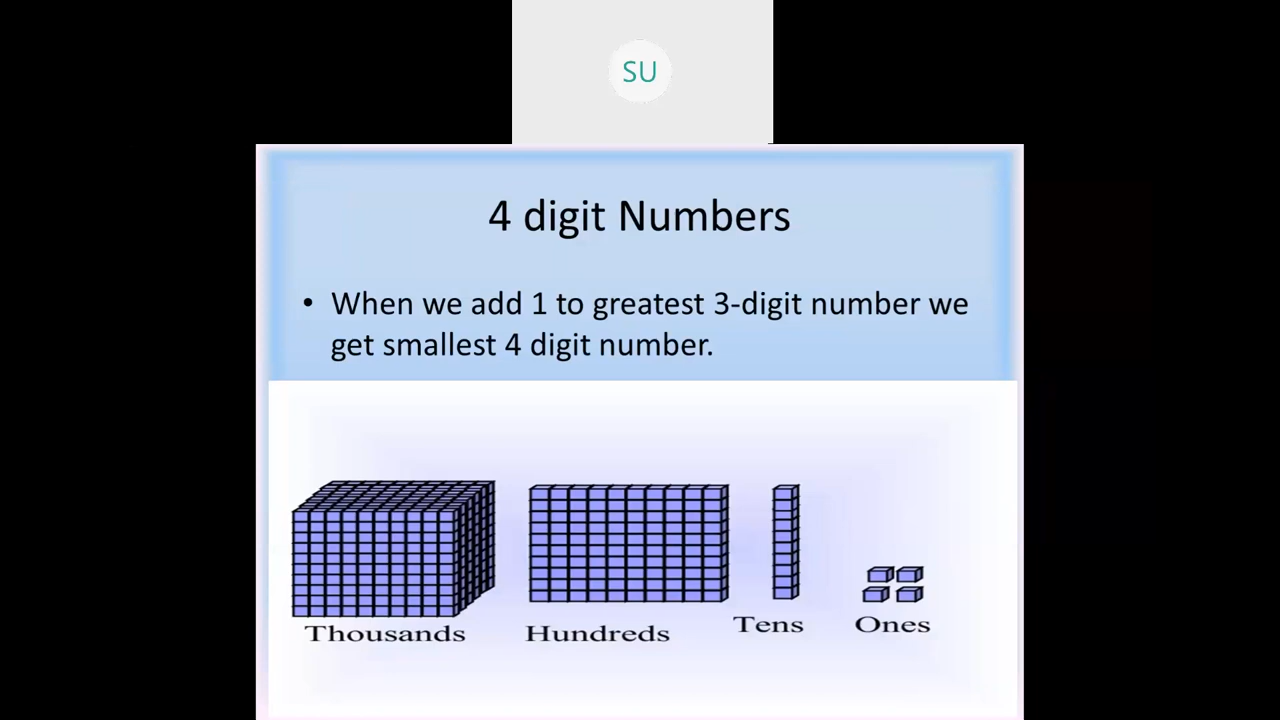 SU
4 digit Numbers
• When we add 1 to greatest 3-digit number we
get smallest 4 digit number.
Thousands Hundreds Tens Ones